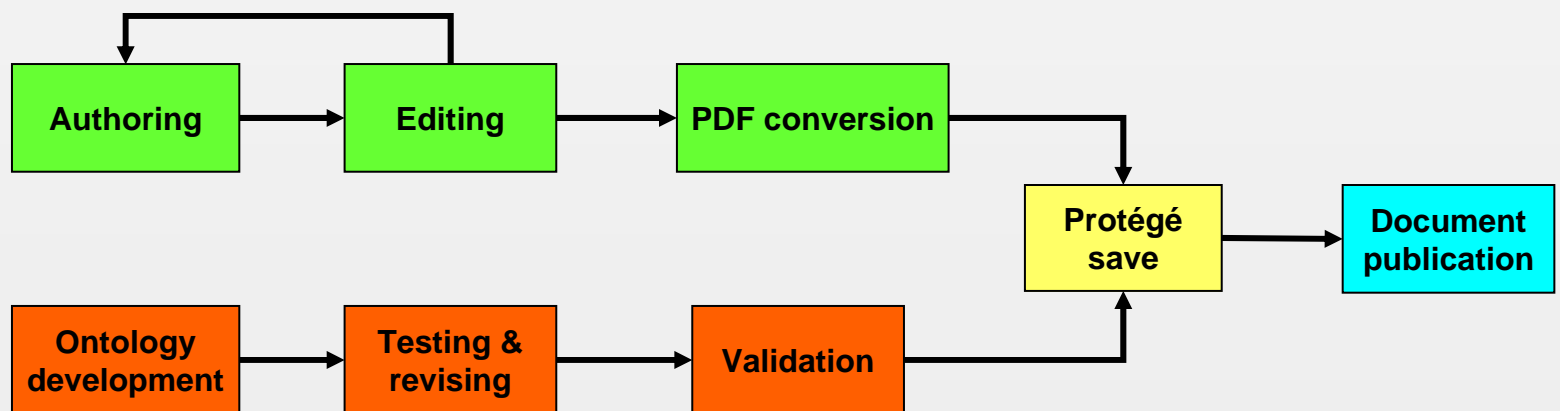 Authoring
Editing
PDF conversion
Protégé
save
Document
publication
Ontology
development
Testing &
revising
Validation